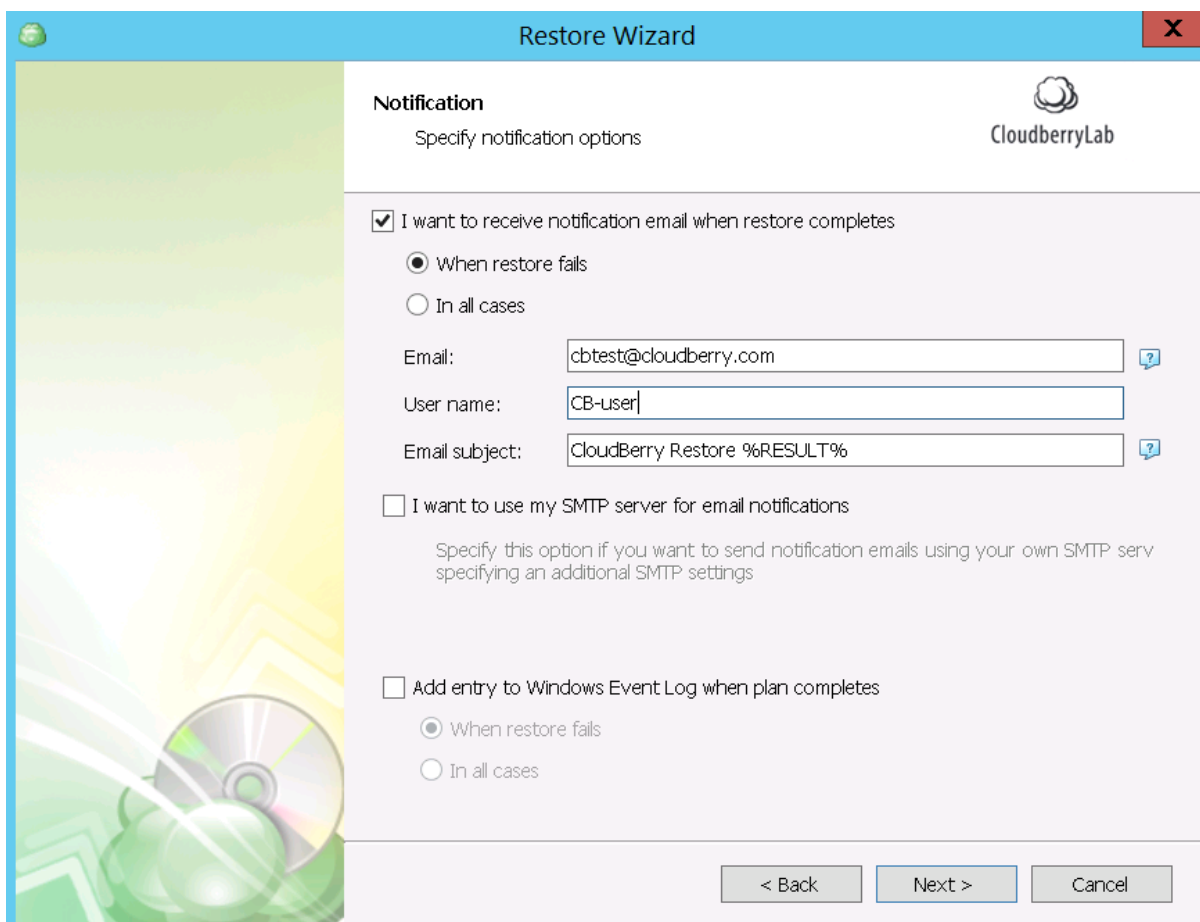 Restore Wizard
X
Notification
Specify notification options
CloudberryLab
I want to receive notification email when restore completes
When restore fails
In all cases
Email: cbtest@cloudberry.com
?
User name: CB-user
Email subject: CloudBerry Restore %RESULT%
?
I want to use my SMTP server for email notifications
Specify this option if you want to send notification emails using your own SMTP serv
specifying an additional SMTP settings
Add entry to Windows Event Log when plan completes
When restore fails
In all cases
< Back Next > Cancel